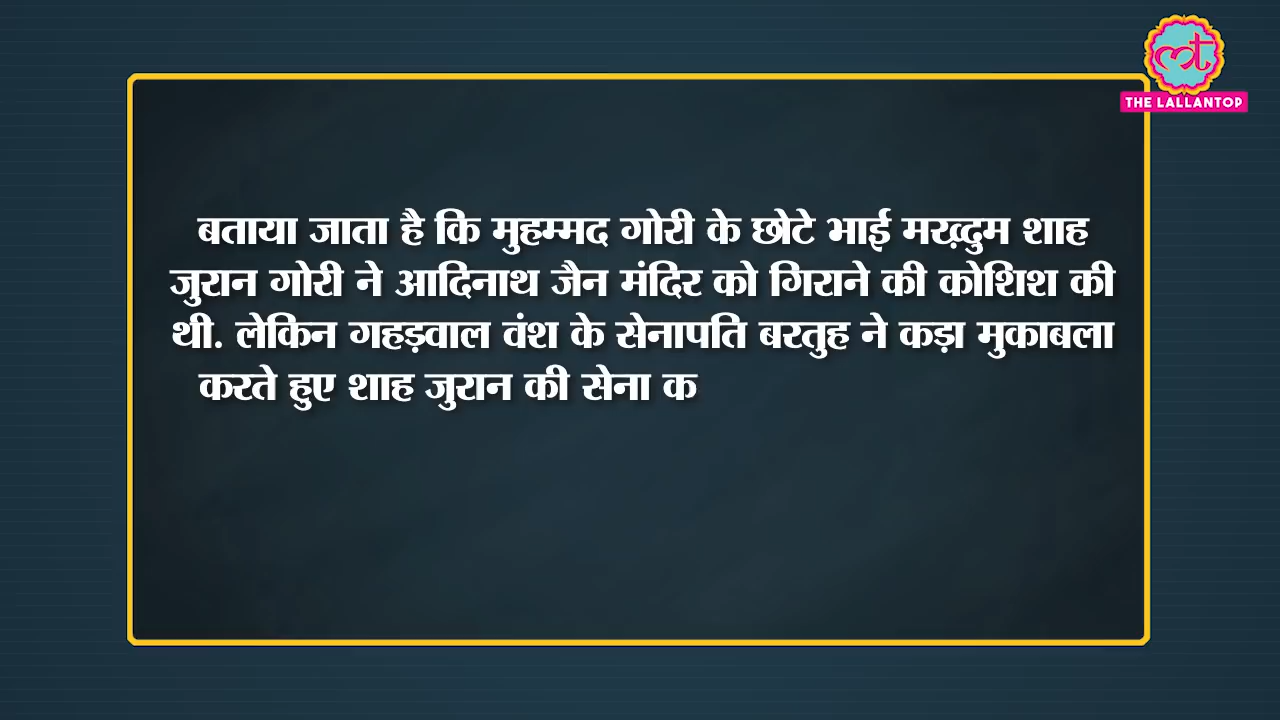 THE LALLANTOP
बताया जाता है कि मुहम्मद गोरी के छोटे भाई मख़्दुम शाह
जुरान गोरी ने आदिनाथ जैन मंदिर को गिराने की कोशिश की
थी. लेकिन गहड़वाल वंश के सेनापति बरतुह ने कड़ा मुकाबला
करते हुए शाह जुरान की सेना क